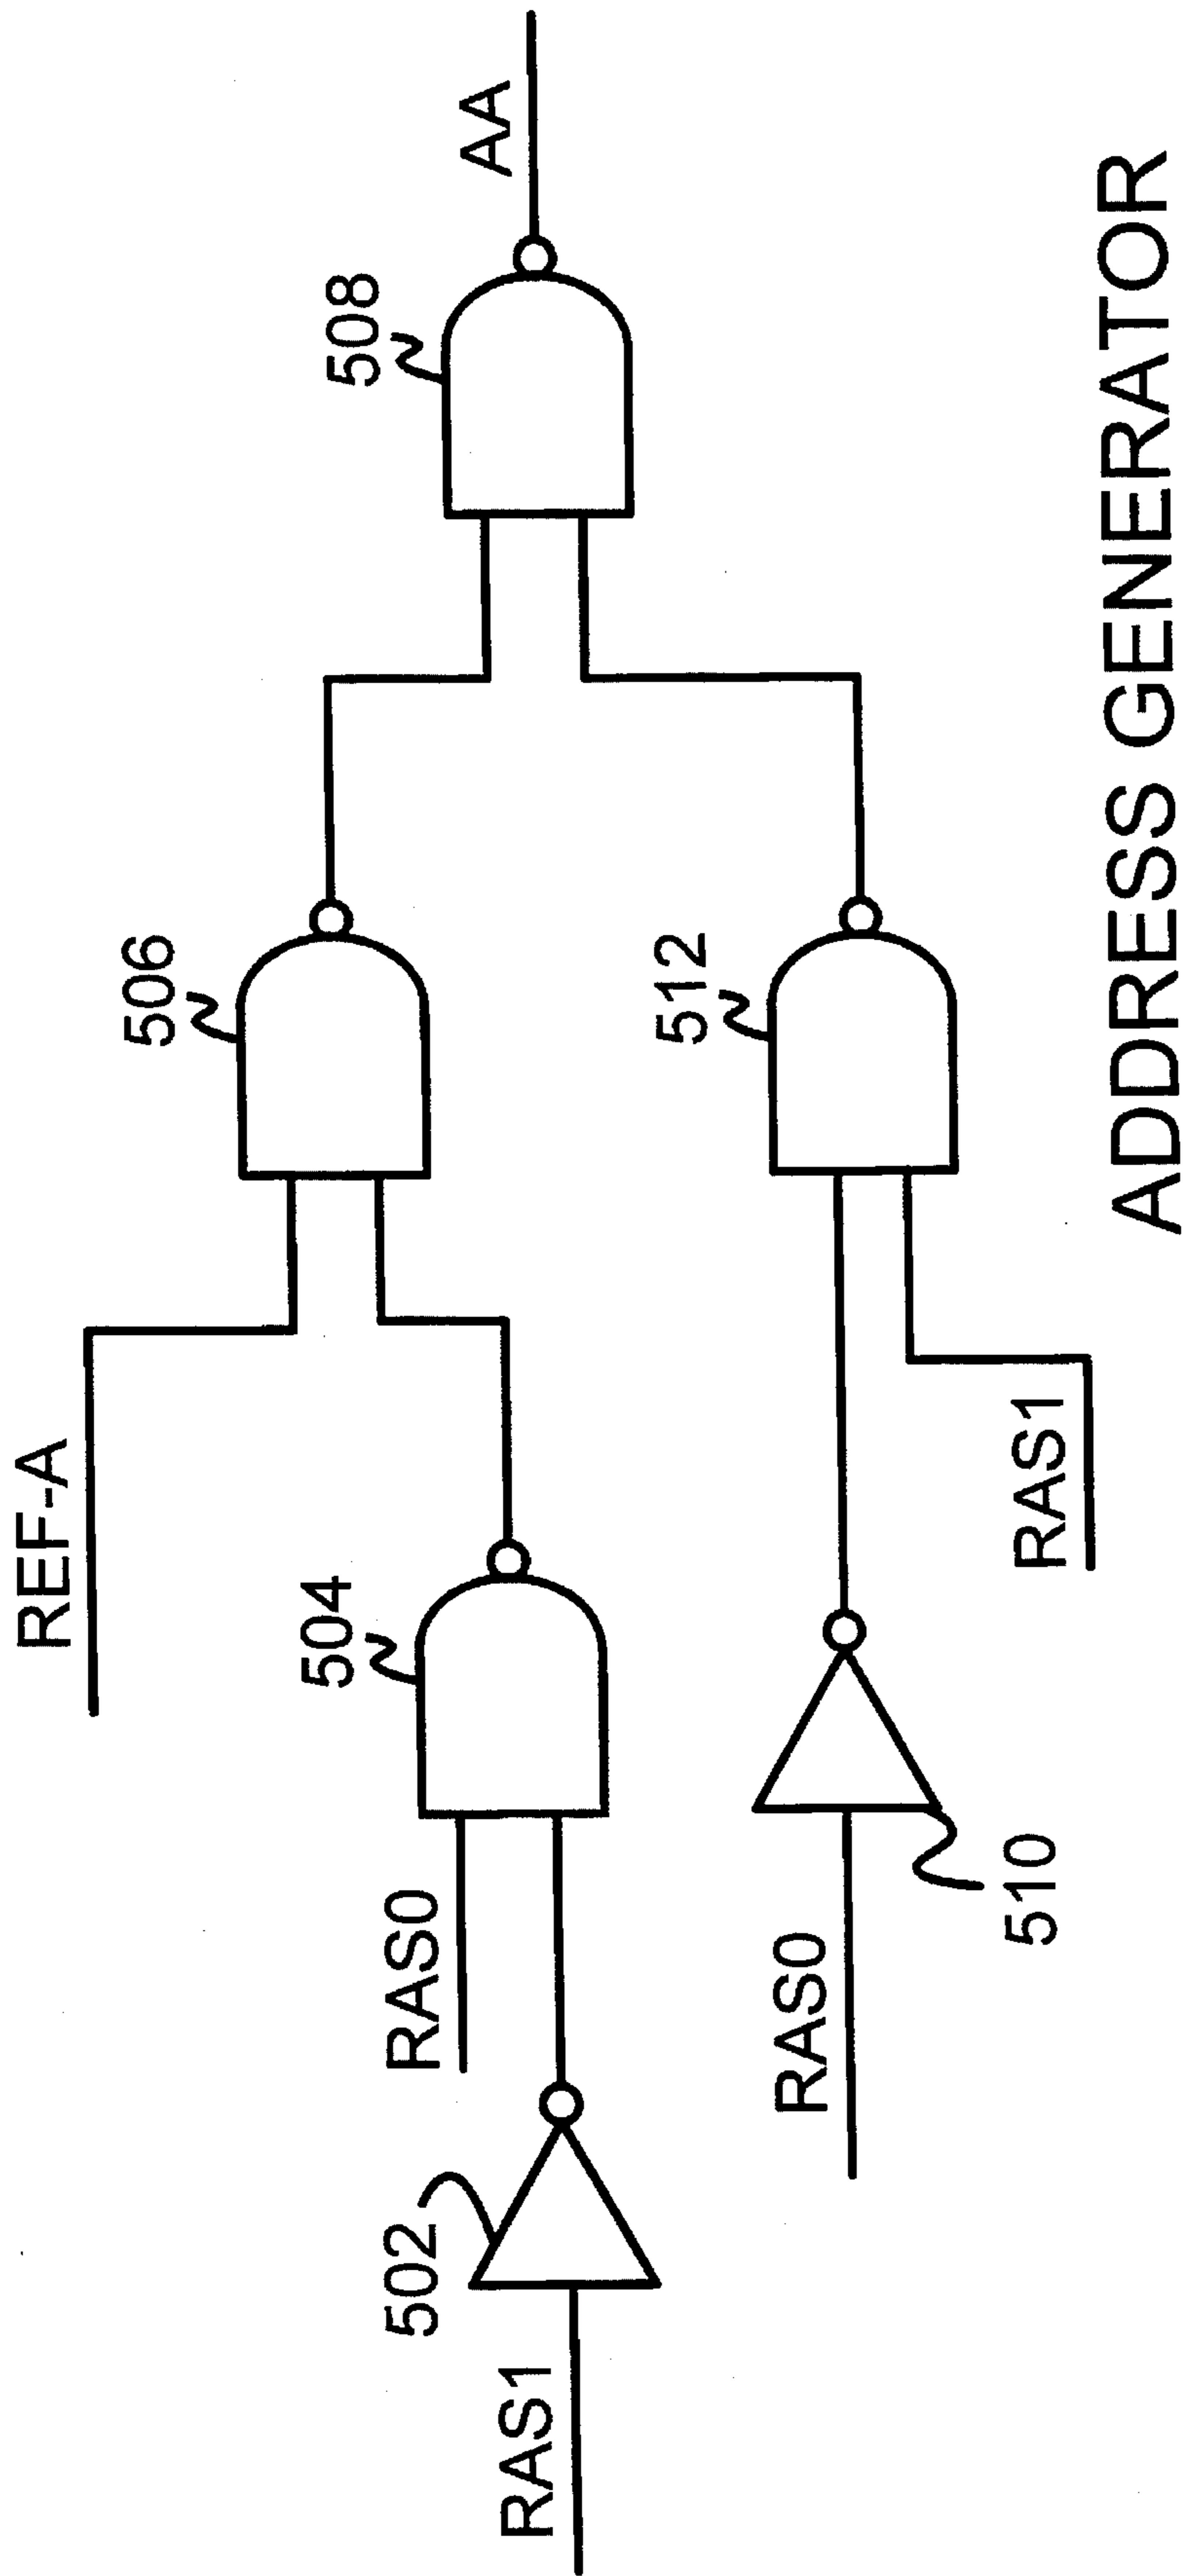 REF-A
506
508
AA
504
RAS0
502
RAS1
512
RAS0
510
RAS1
ADDRESS GENERATOR